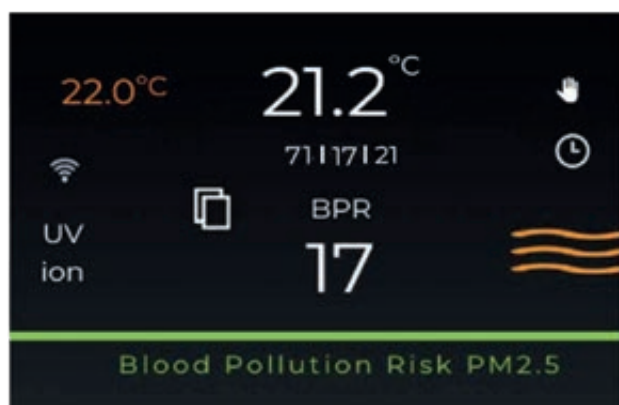 22.0°C
21.2°C
71 | 17 | 21
BPR
17
UV
ion
Blood Pollution Risk PM2.5